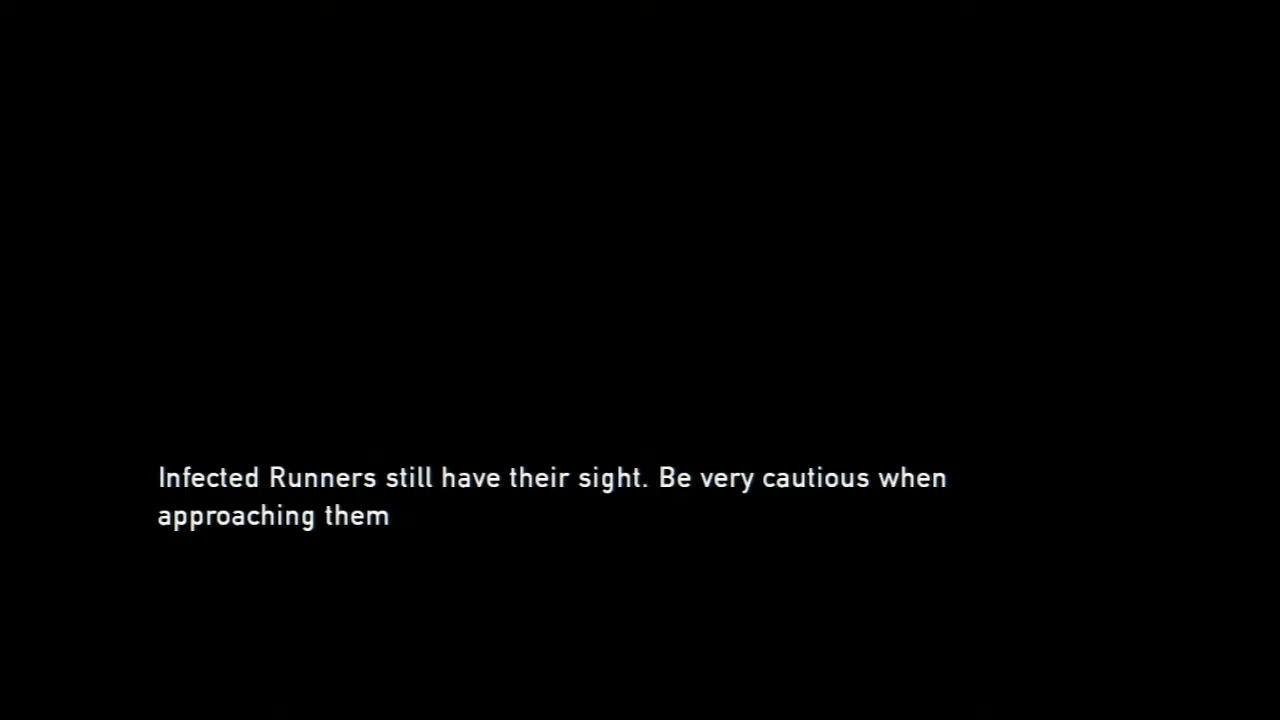 Infected Runners still have their sight. Be very cautious when
approaching them